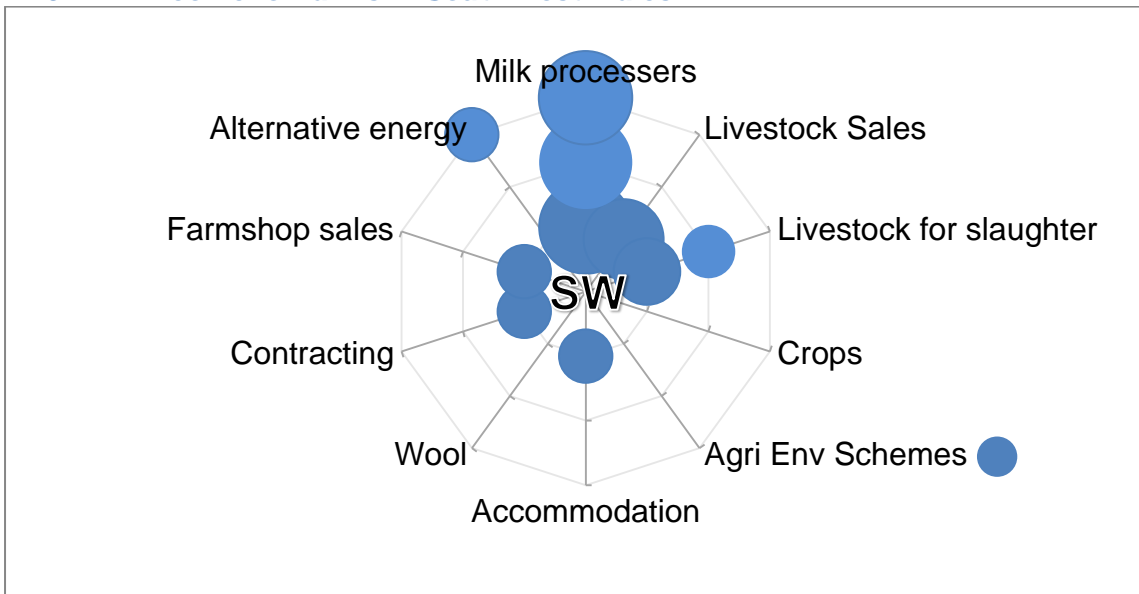 Milk processers
Alternative energy
Livestock Sales
Farmshop sales
Livestock for slaughter
SW
Contracting
Crops
Wool
Agri Env Schemes
Accommodation